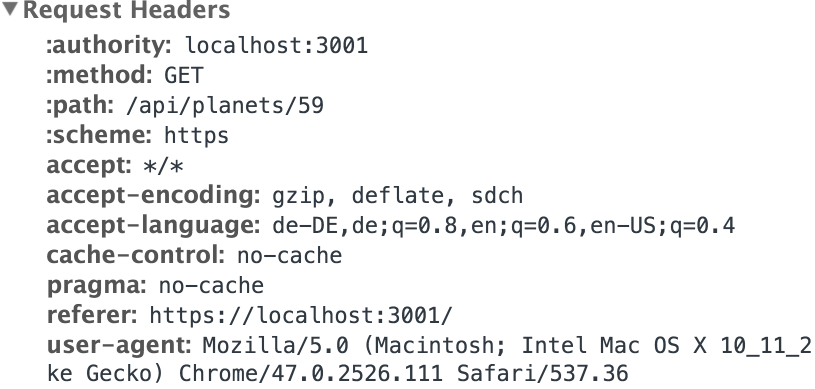 ▼Request Headers
:authority: localhost:3001
:method: GET
:path: /api/planets/59
:scheme: https
accept: */*
accept-encoding: gzip, deflate, sdch
accept-language: de-DE,de;q=0.8,en;q=0.6,en-US;q=0.4
cache-control: no-cache
pragma: no-cache
referer: https://localhost:3001/
user-agent: Mozilla/5.0 (Macintosh; Intel Mac OS X 10_11_2
ke Gecko) Chrome/47.0.2526.111 Safari/537.36